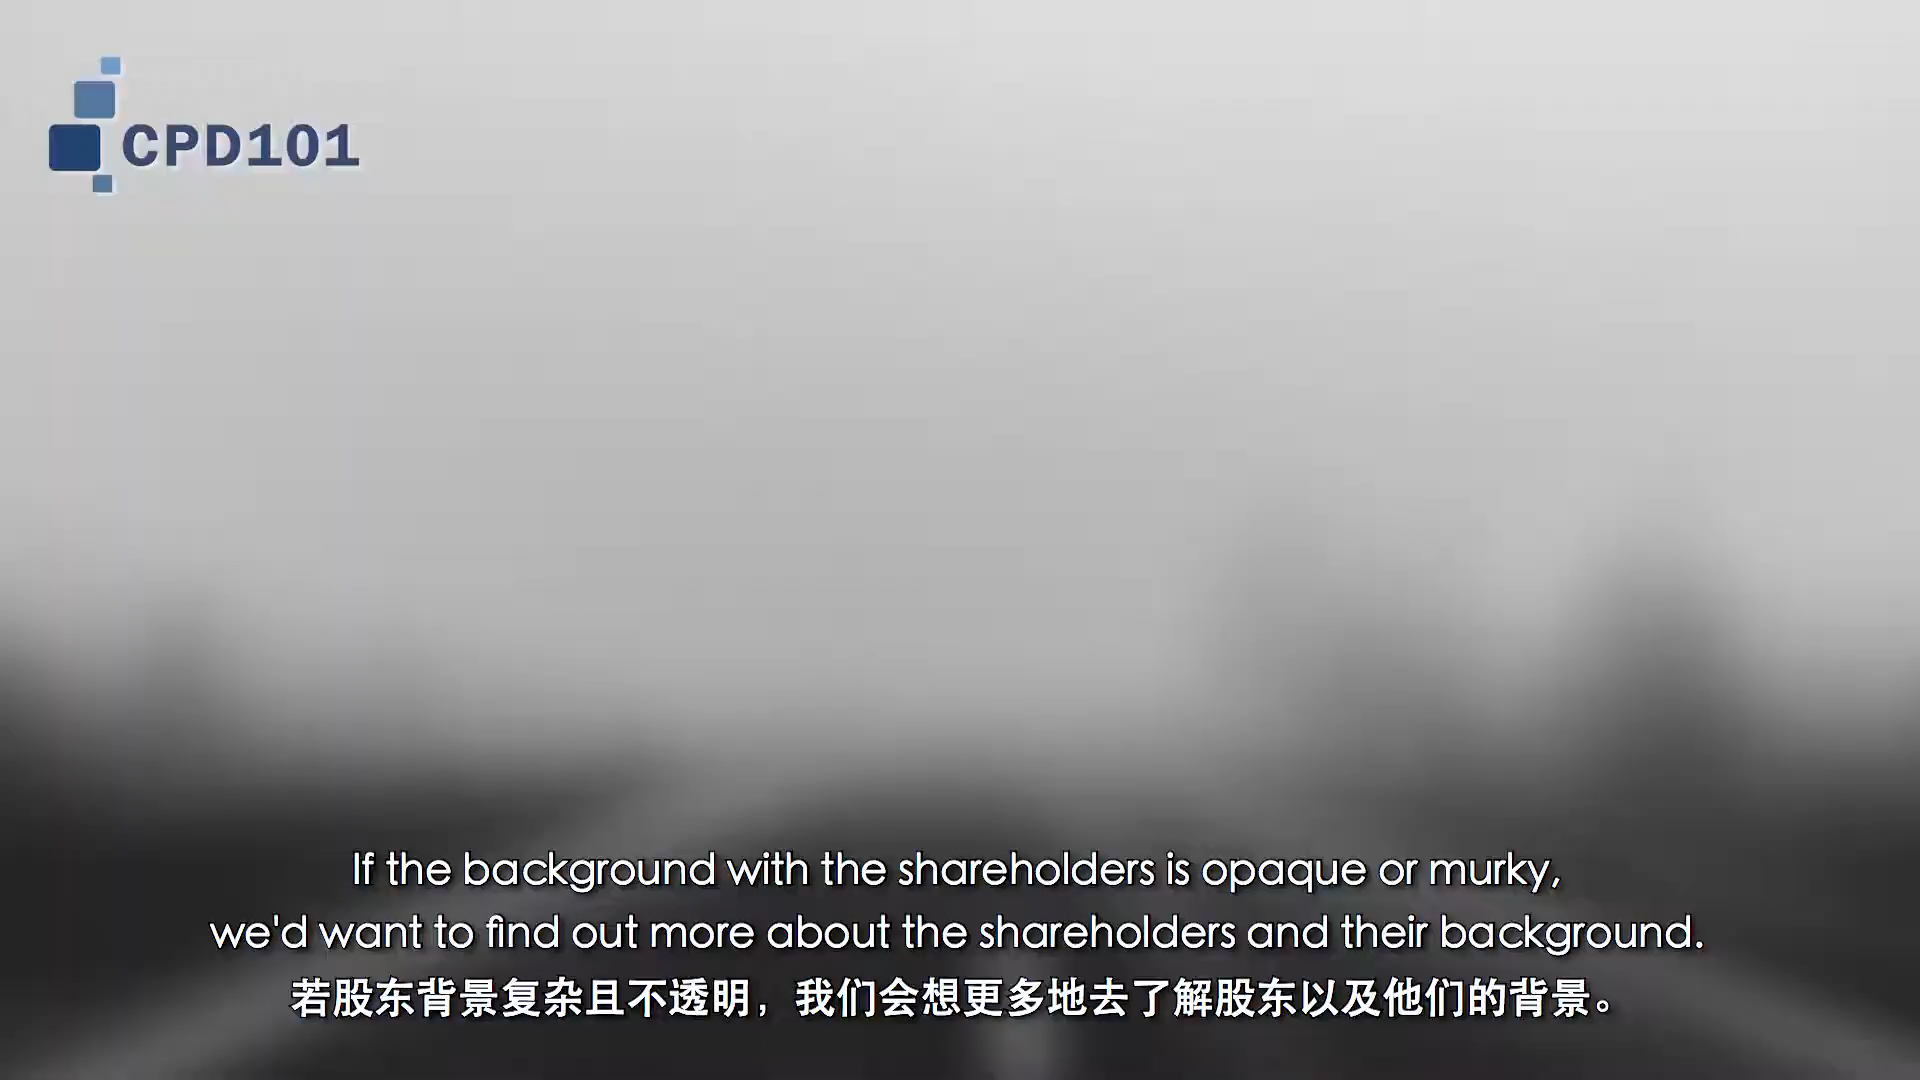 CPD101
If the background with the shareholders is opaque or murky,
we'd want to find out more about the shareholders and their background.
若股东背景复杂且不透明，我们会想更多地去了解股东以及他们的背景。